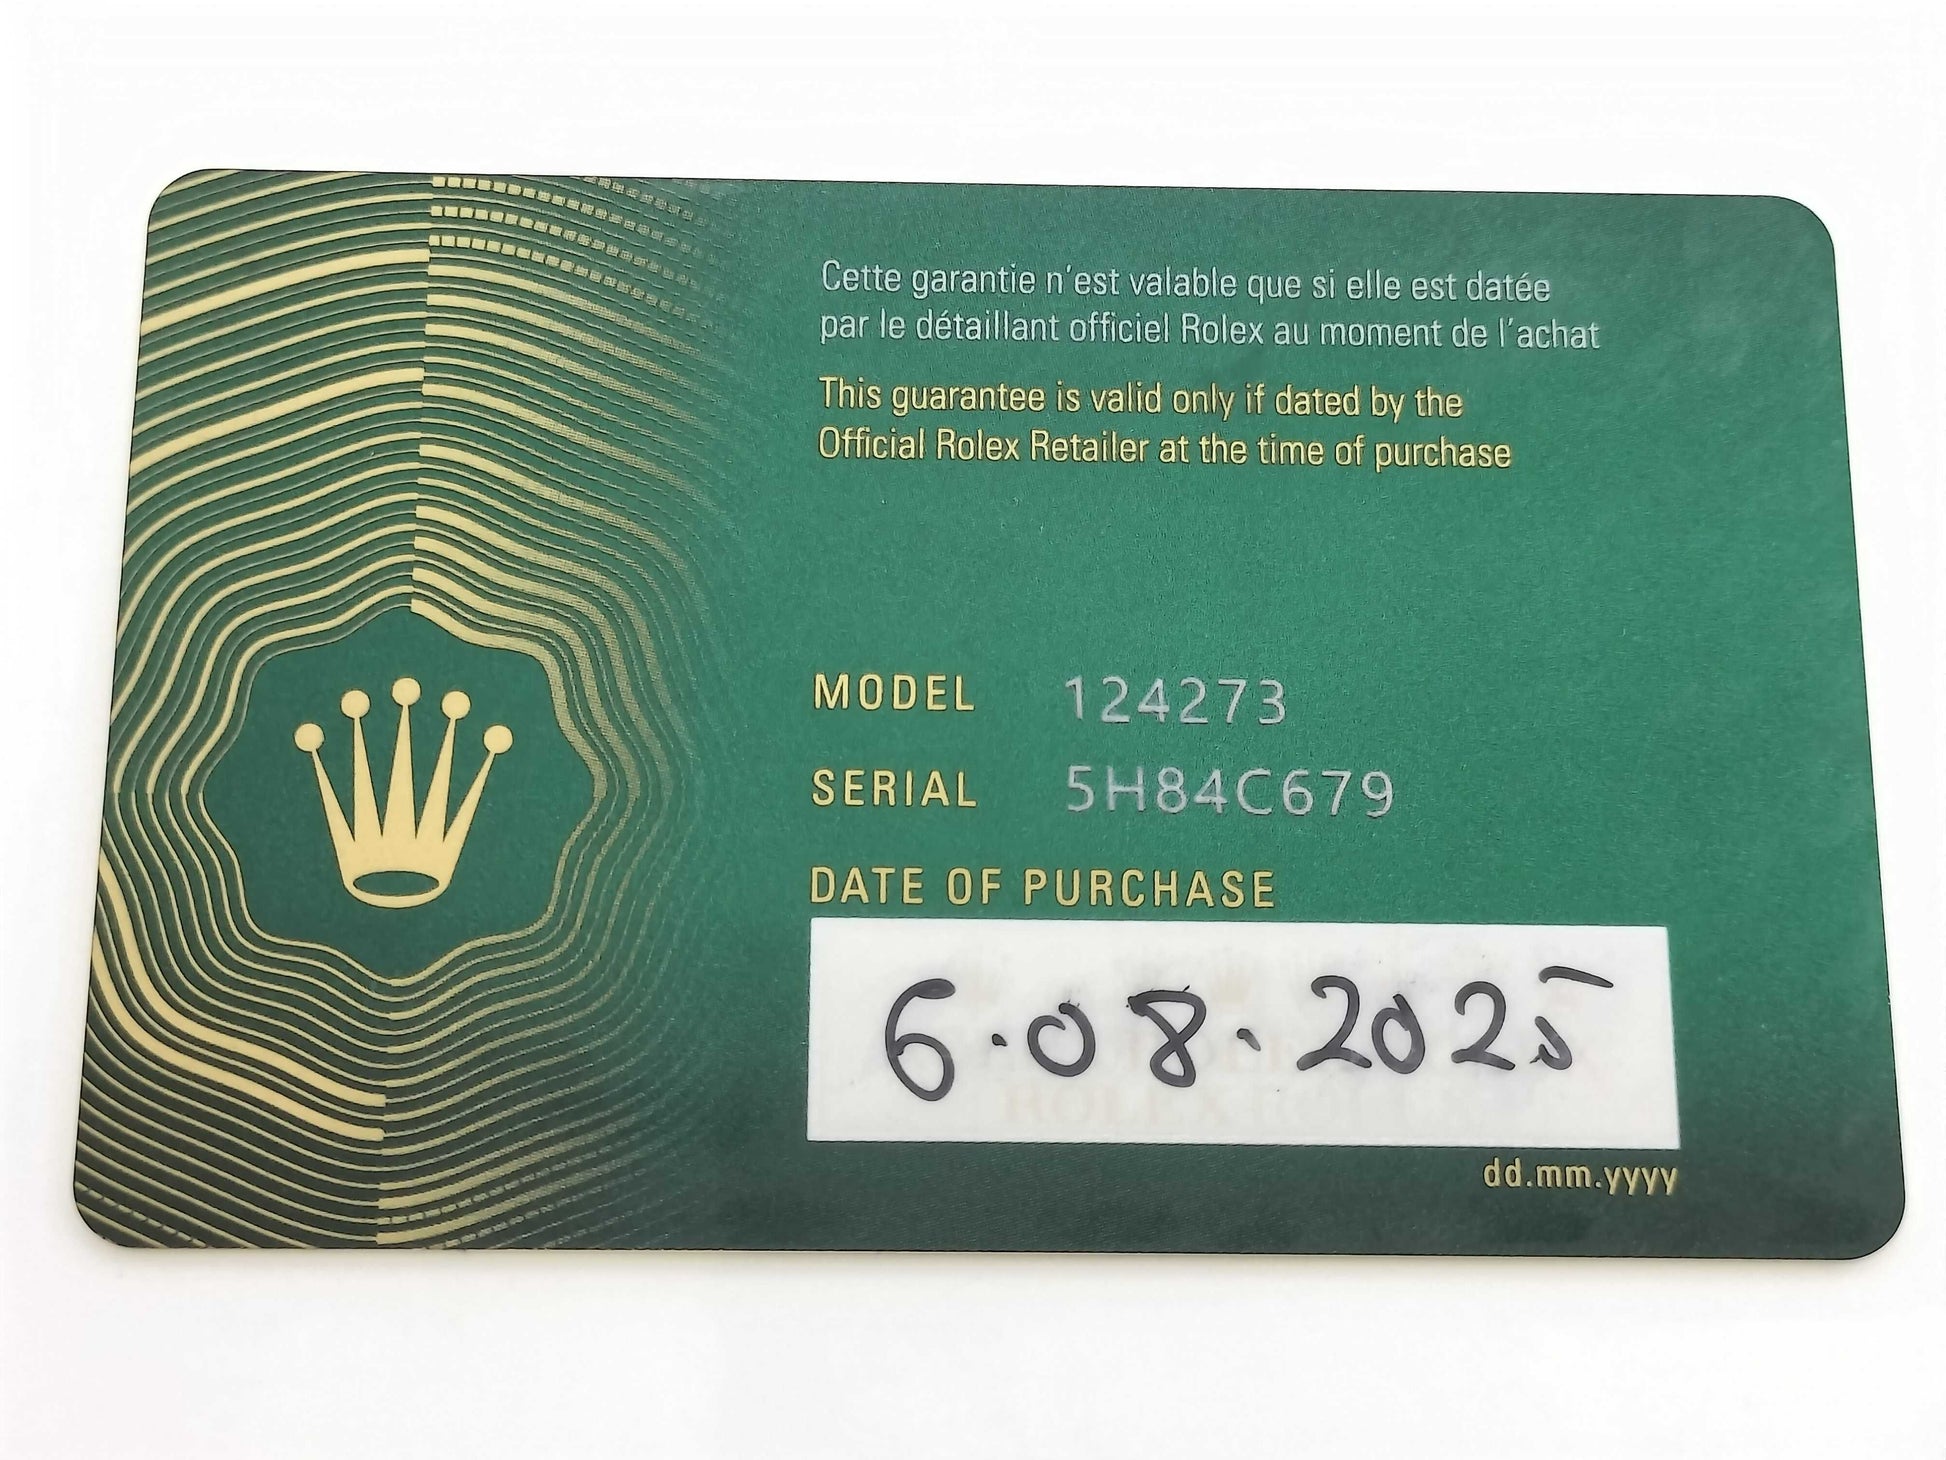 Cette garantie n'est valable que si elle est datée
par le détaillant officiel Rolex au moment de l'achat
This guarantee is valid only if dated by the
Official Rolex Retailer at the time of purchase
MODEL 124273
SERIAL 5H84C679
DATE OF PURCHASE
6.08.2025
ROLEX
dd.mm.yyyy